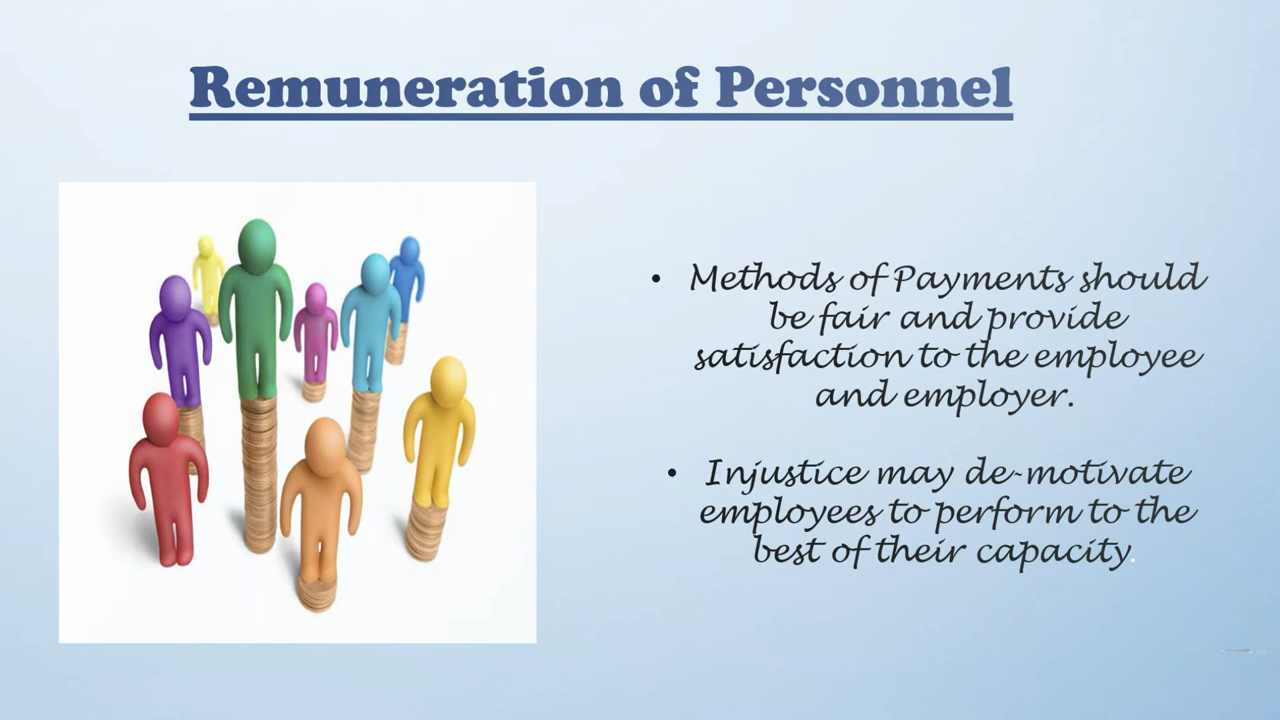 Remuneration of Personnel
• Methods of Payments should
be fair and provide
satisfaction to the employee
and employer.
• Injustice may de-motivate
employees to perform to the
best of their capacity.